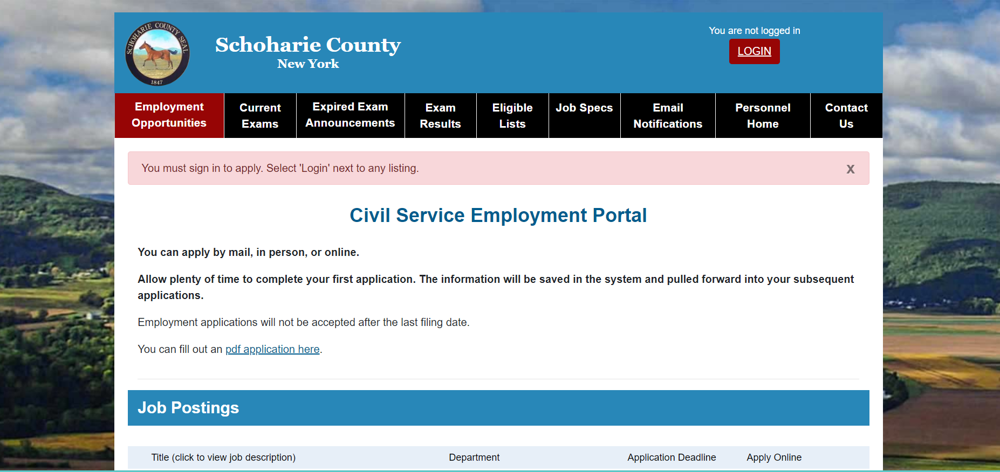 SCHOHARIE COUNTY SEAL
1847
Schoharie County
New York
You are not logged in
LOGIN
Employment
Opportunities
Current
Exams
Expired Exam
Announcements
Exam
Results
Eligible
Lists
Job Specs
Email
Notifications
Personnel
Home
Contact
Us
You must sign in to apply. Select 'Login' next to any listing.
x
Civil Service Employment Portal
You can apply by mail, in person, or online.
Allow plenty of time to complete your first application. The information will be saved in the system and pulled forward into your subsequent
applications.
Employment applications will not be accepted after the last filing date.
You can fill out an pdf application here.
Job Postings
Title (click to view job description) Department Application Deadline Apply Online